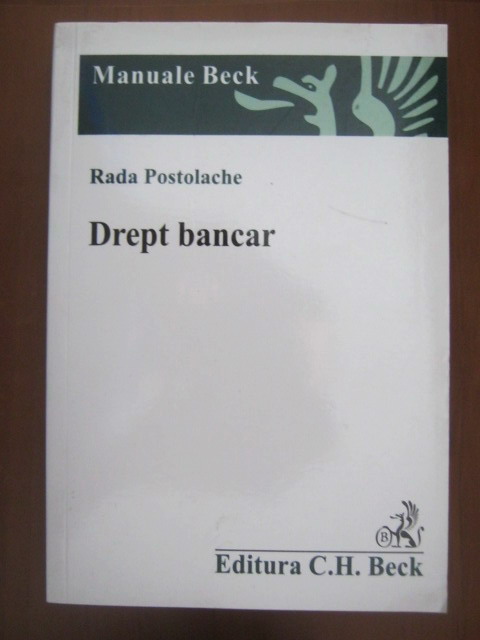 Manuale Beck
Rada Postolache
Drept bancar
B
Editura C.H. Beck